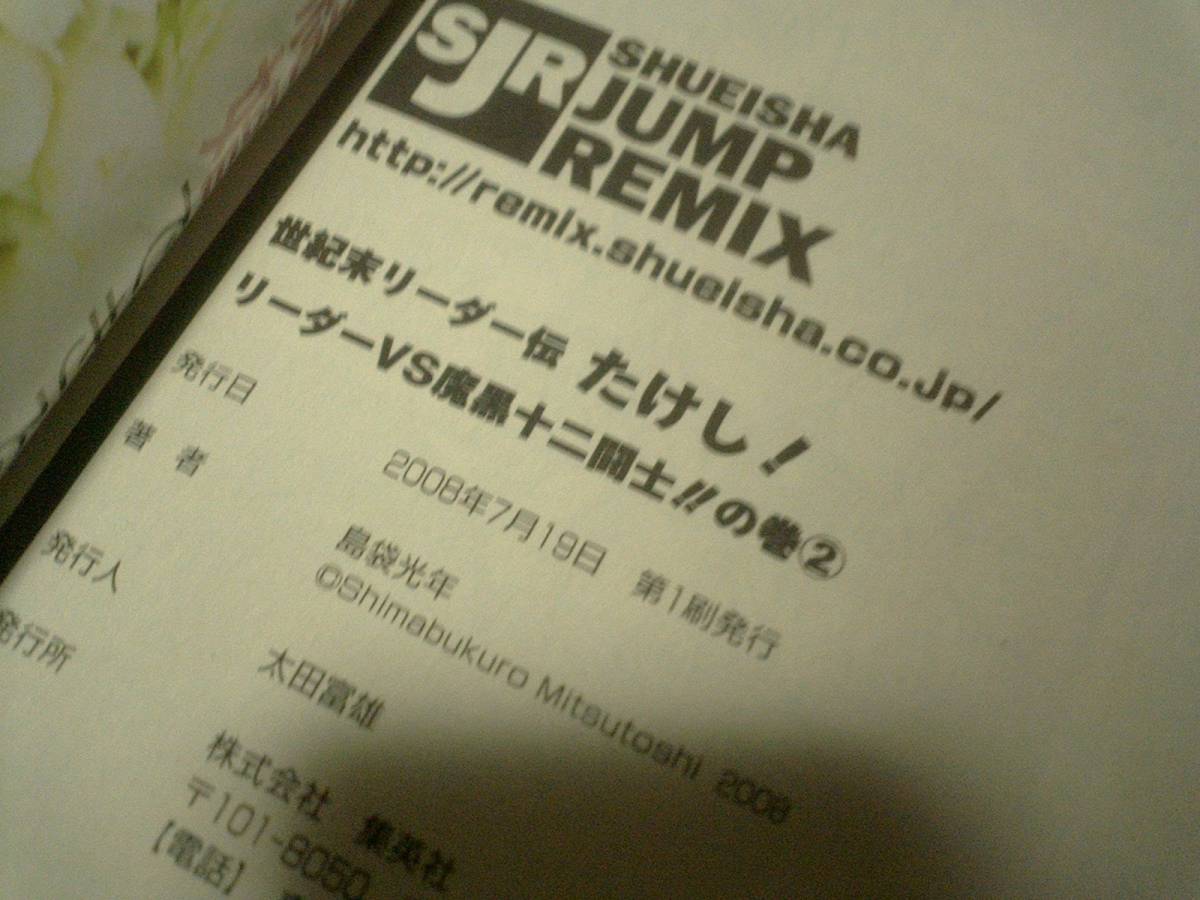 SJR
SHUEISHA
JUMP
REMIX
http://remix.shueisha.co.jp/
世紀末リーダー伝 たけし!
リーダーVS魔黒十二闘士!!の巻②
発行日 2008年7月19日 第1刷発行
著者 島袋光年
©Shimabukuro Mitsutoshi 2008
発行人 太田富雄
発行所 株式会社 集英社
〒101-8050
【電話】